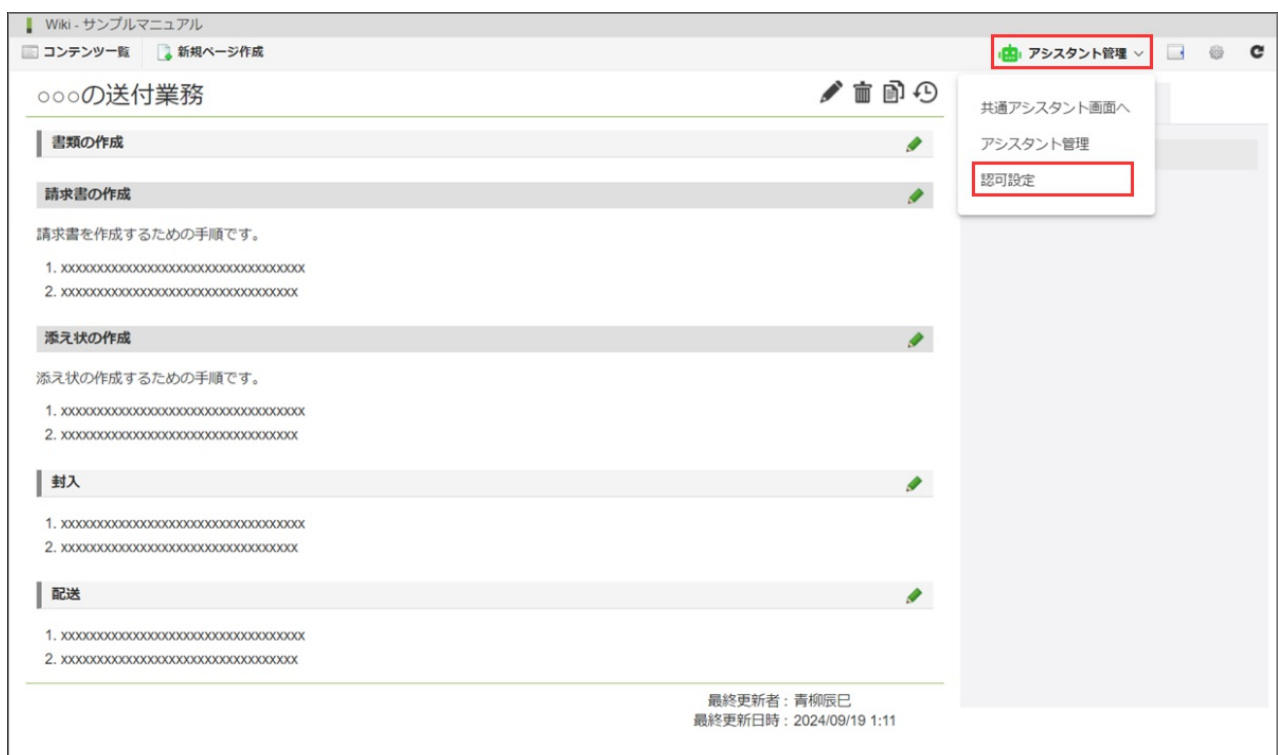 Wiki - サンプルマニュアル
コンテンツ一覧 新規ページ作成 アシスタント管理
○○○の送付業務
共通アシスタント画面へ
アシスタント管理
認可設定
書類の作成
請求書の作成
請求書を作成するための手順です。
1. xxxxxxxxxxxxxxxxxxxxxxxxxxxxxxxxxx
2. xxxxxxxxxxxxxxxxxxxxxxxxxxxxxxxxx
添え状の作成
添え状の作成するための手順です。
1. xxxxxxxxxxxxxxxxxxxxxxxxxxxxxxxxxx
2. xxxxxxxxxxxxxxxxxxxxxxxxxxxxxxxxx
封入
1. xxxxxxxxxxxxxxxxxxxxxxxxxxxxxxxxxx
2. xxxxxxxxxxxxxxxxxxxxxxxxxxxxxxxxx
配送
1. xxxxxxxxxxxxxxxxxxxxxxxxxxxxxxxxxx
2. xxxxxxxxxxxxxxxxxxxxxxxxxxxxxxxxx
最終更新者 : 青柳辰巳
最終更新日時 : 2024/09/19 1:11